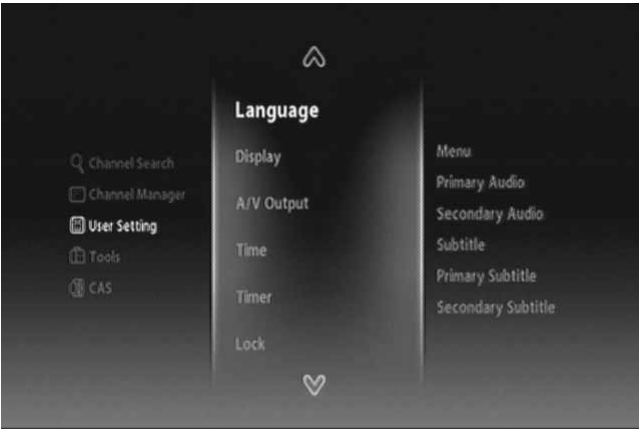 Channel Search
Channel Manager
User Setting
Tools
CAS
Language
Display
A/V Output
Time
Timer
Lock
Menu
Primary Audio
Secondary Audio
Subtitle
Primary Subtitle
Secondary Subtitle